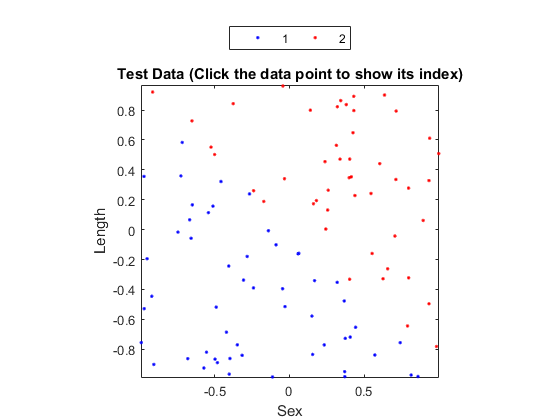 1 2
Test Data (Click the data point to show its index)
0.8
0.6
0.4
0.2
0
-0.2
-0.4
-0.6
-0.8
Length
-0.5 0 0.5
Sex